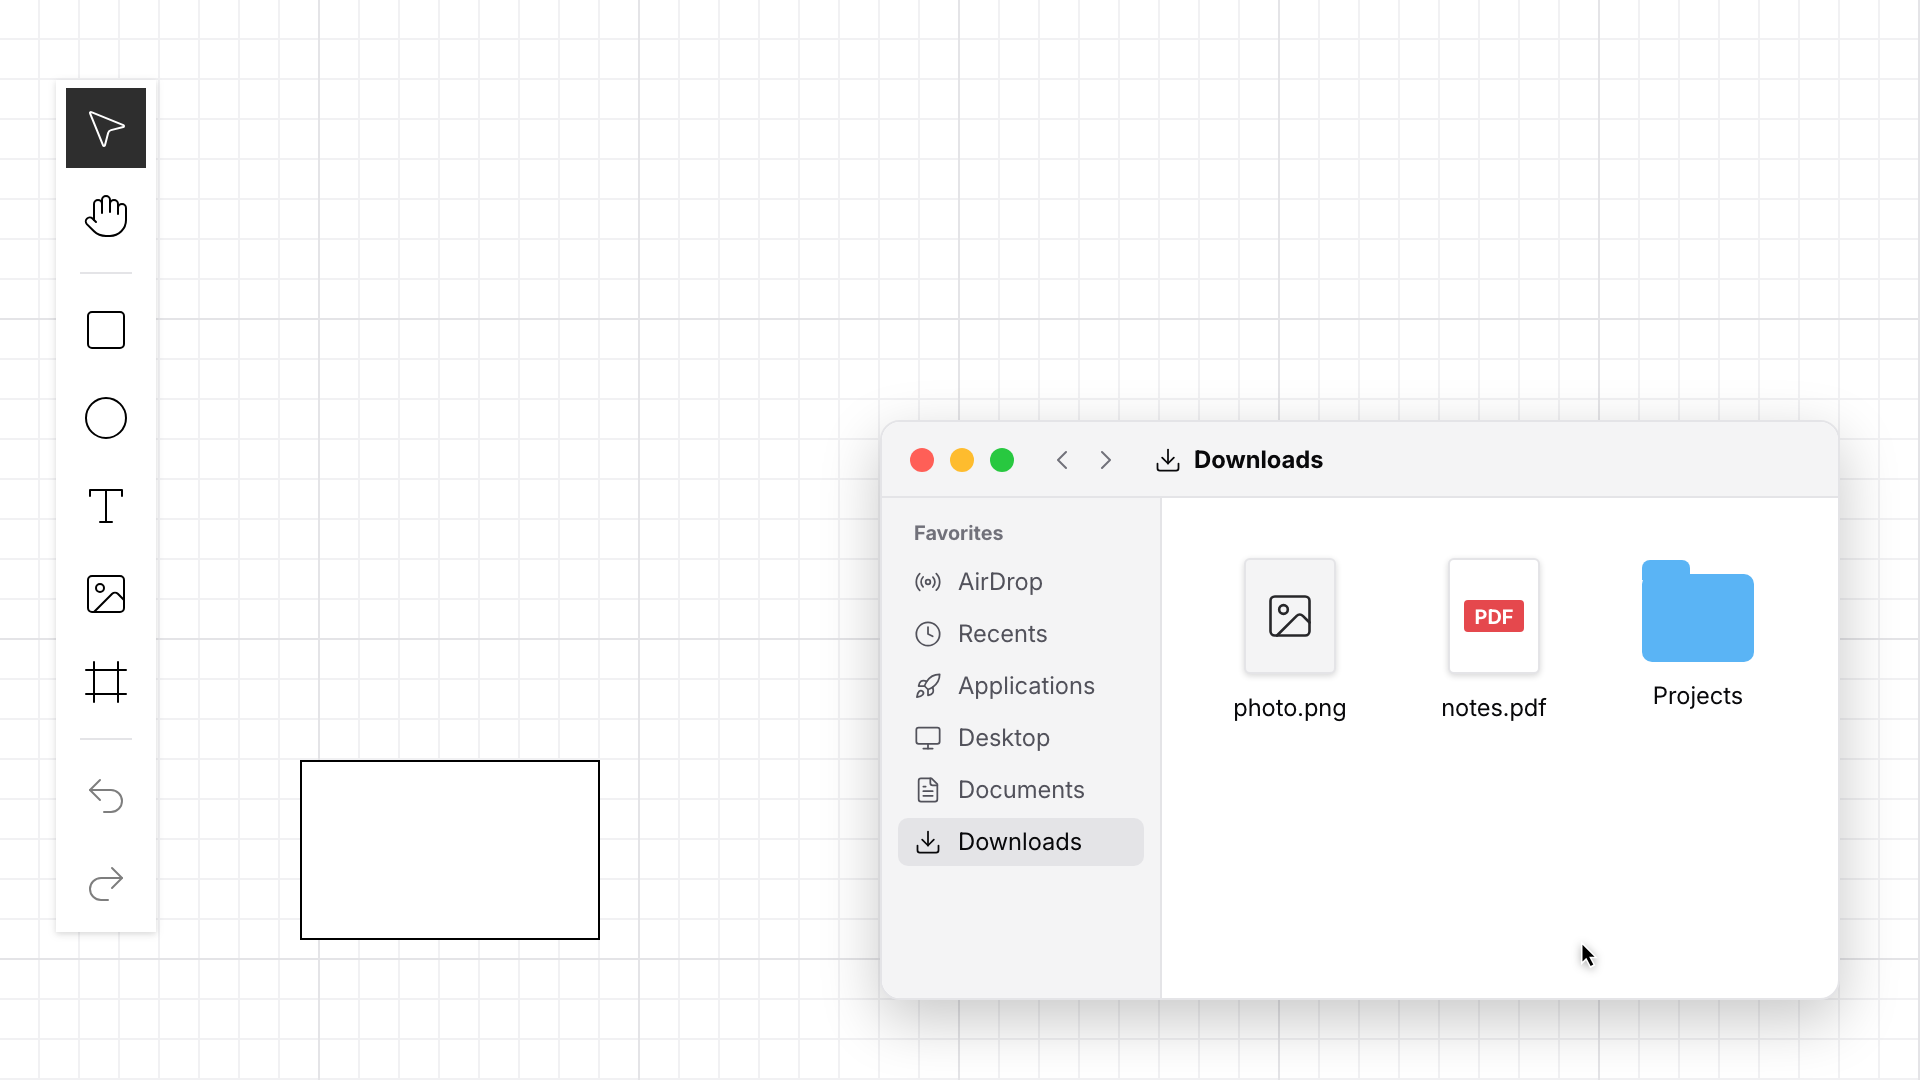 Downloads
Favorites
AirDrop
Recents
Applications
Desktop
Documents
Downloads
PDF
photo.png
notes.pdf
Projects